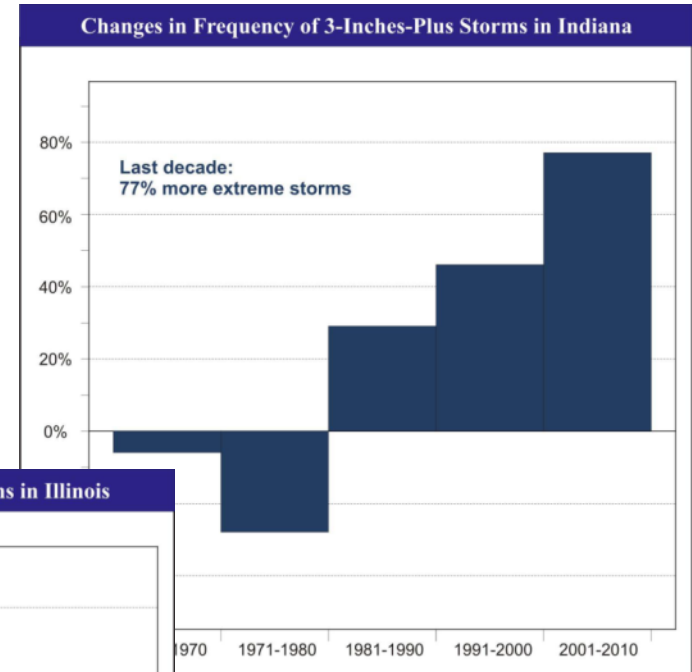 Changes in Frequency of 3-Inches-Plus Storms in Indiana
80%
Last decade:
77% more extreme storms
60%
40%
20%
0%
in Illinois
1970 1971-1980 1981-1990 1991-2000 2001-2010